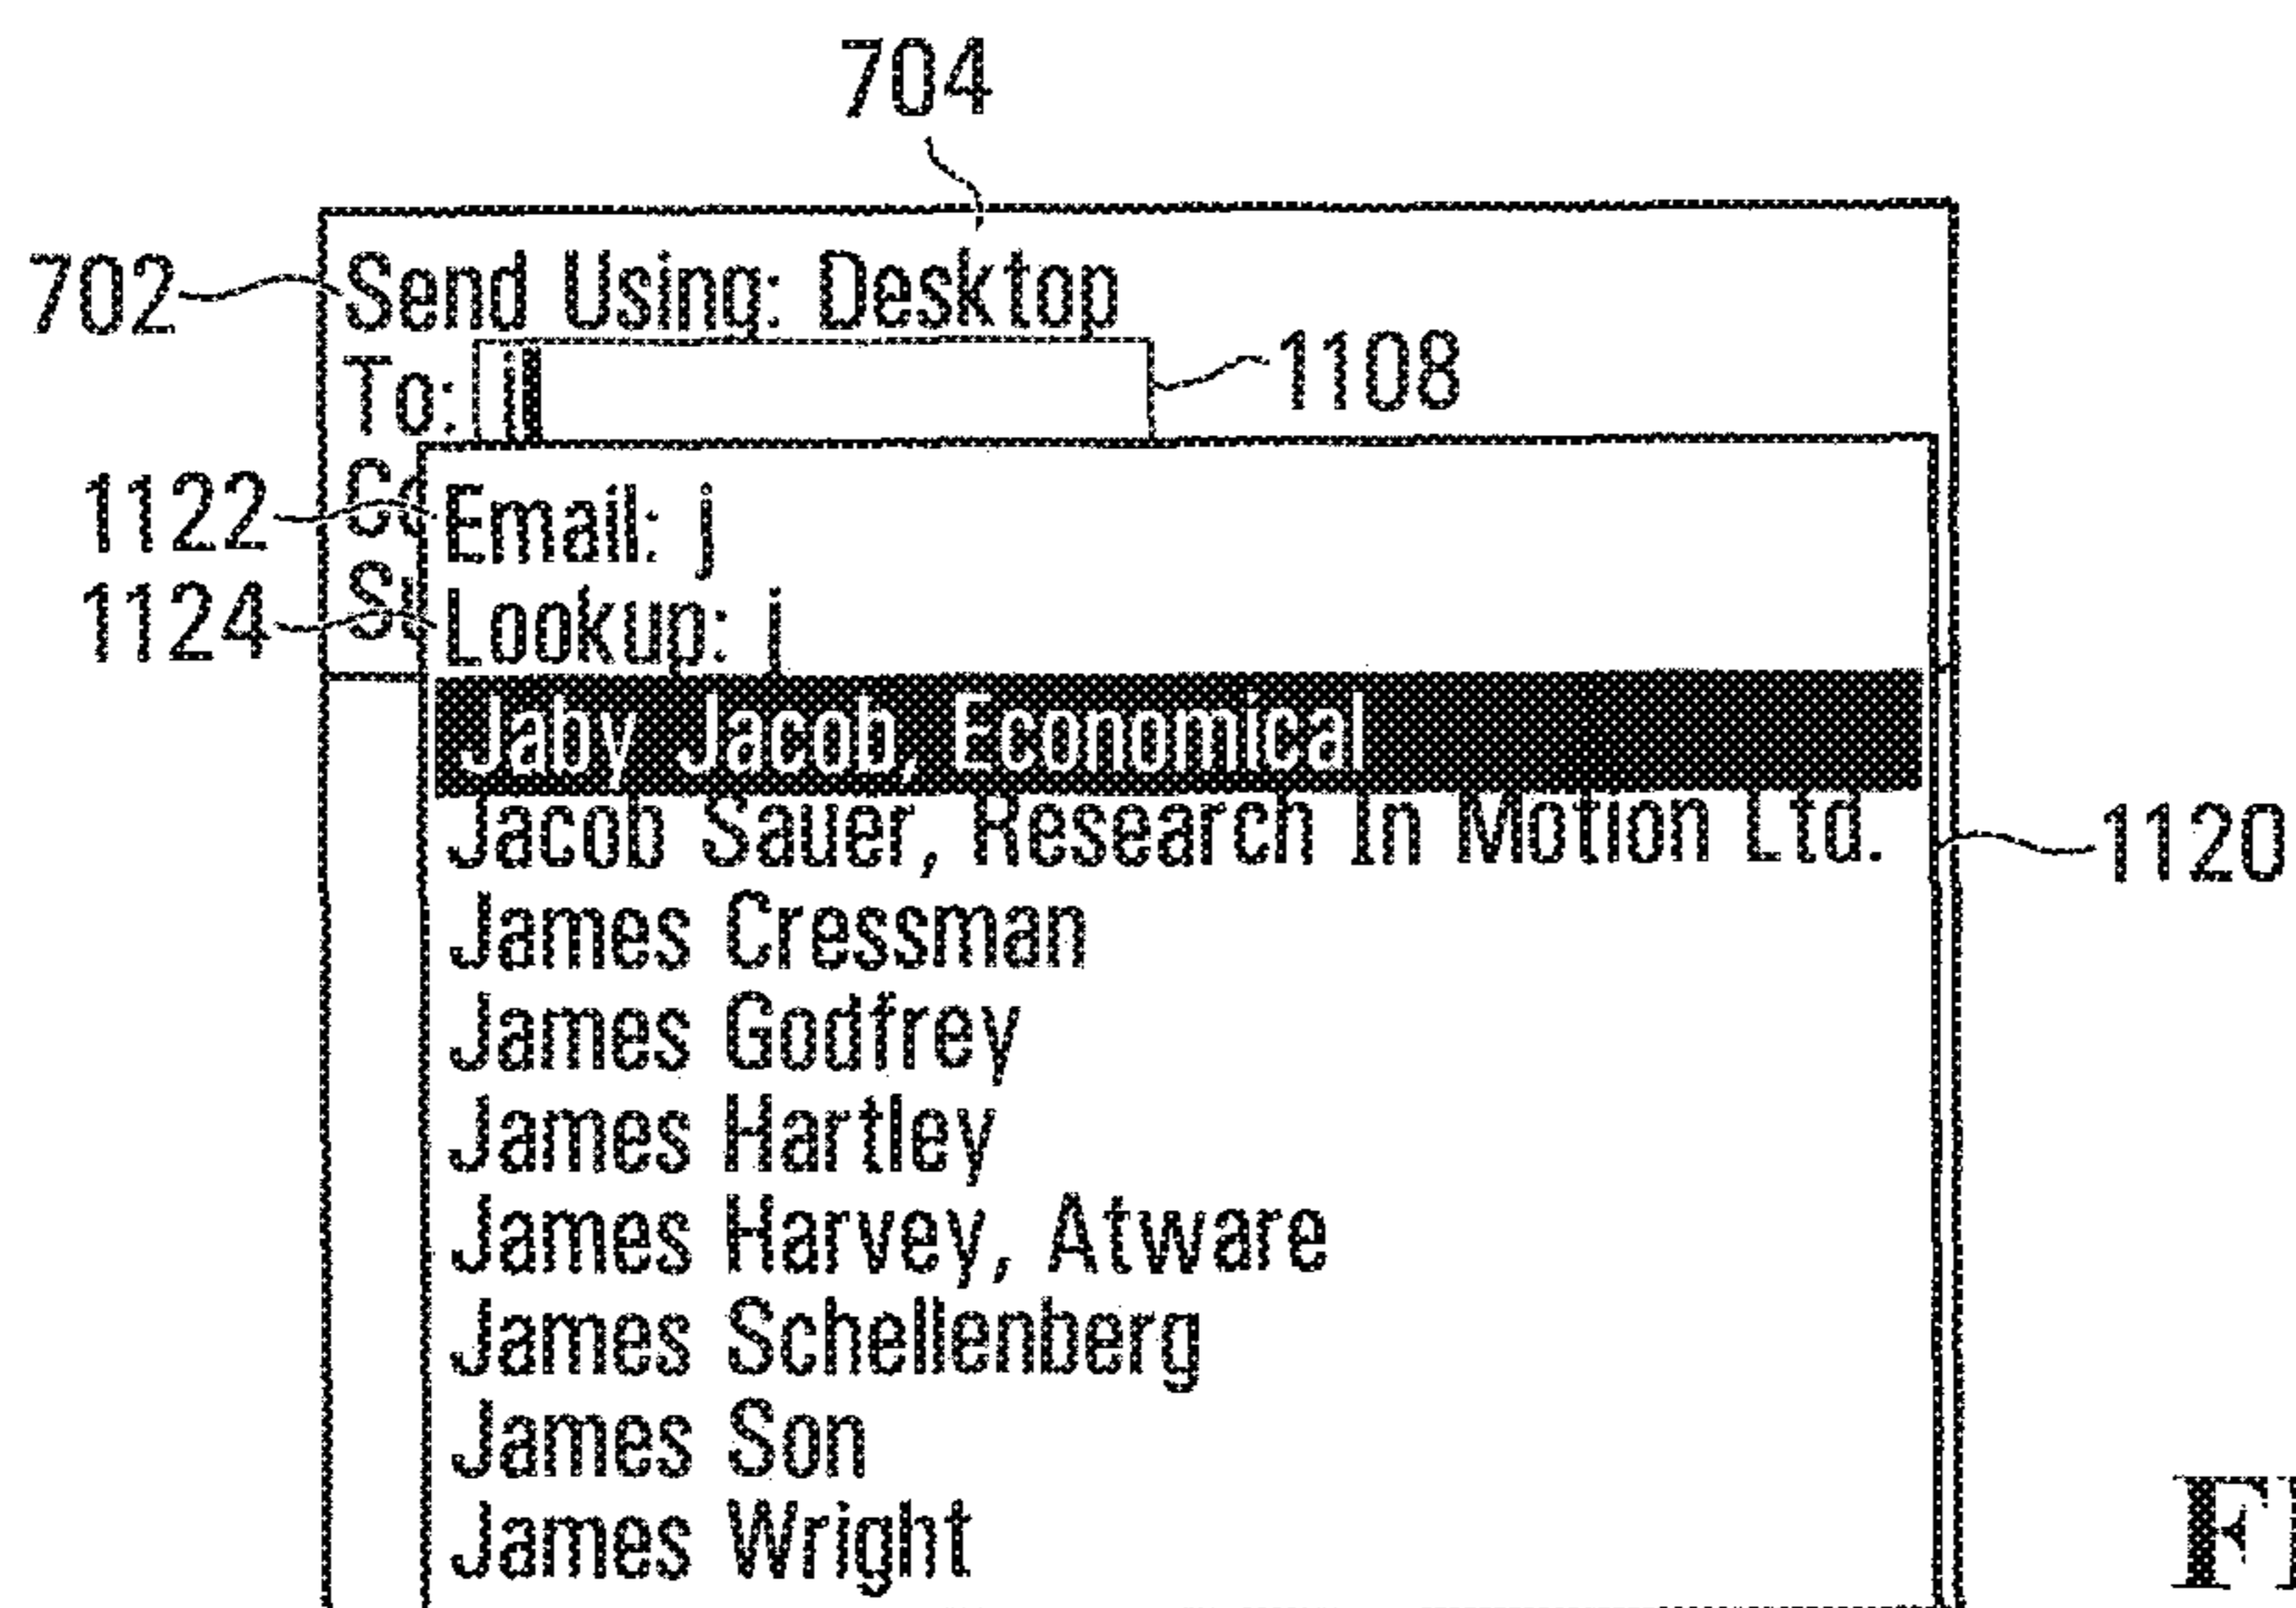 704
702 Send Using: Desktop
To: j 1108
1122 Email: j
1124 Lookup: j
Jaby Jacob, Economical
Jacob Sauer, Research In Motion Ltd.
1120
James Cressman
James Godfrey
James Hartley
James Harvey, Atware
James Schellenberg
James Son
James Wright